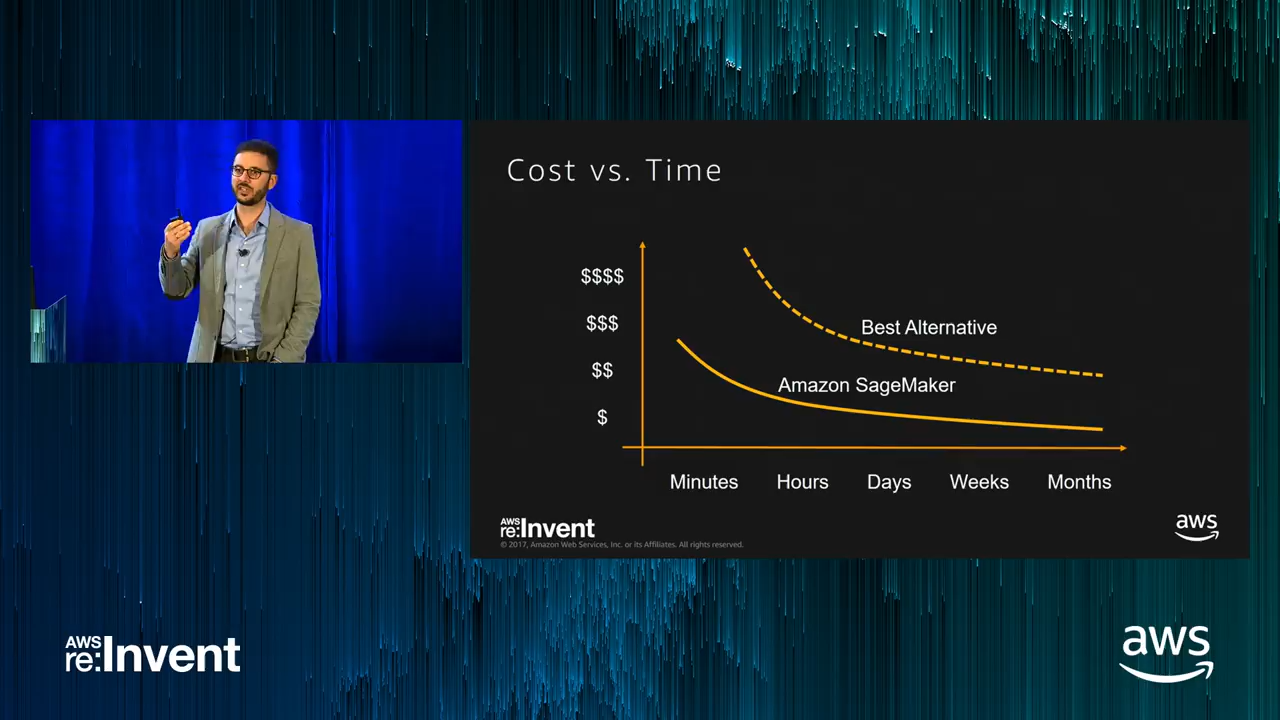 Cost vs. Time
$$$$
$$$
$$
$
Best Alternative
Amazon SageMaker
Minutes Hours Days Weeks Months
AWS
re:Invent
© 2017, Amazon Web Services, Inc. or its Affiliates. All rights reserved.
aws
AWS
re:Invent
aws